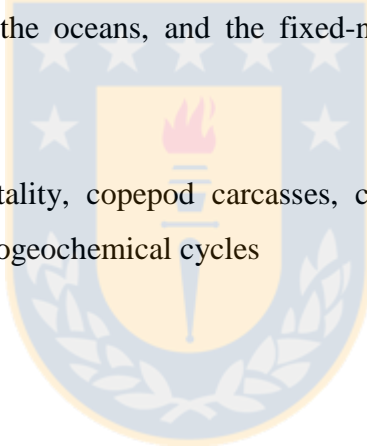 the oceans, and the fixed-n
tality, copepod carcasses, c
ogeochemical cycles